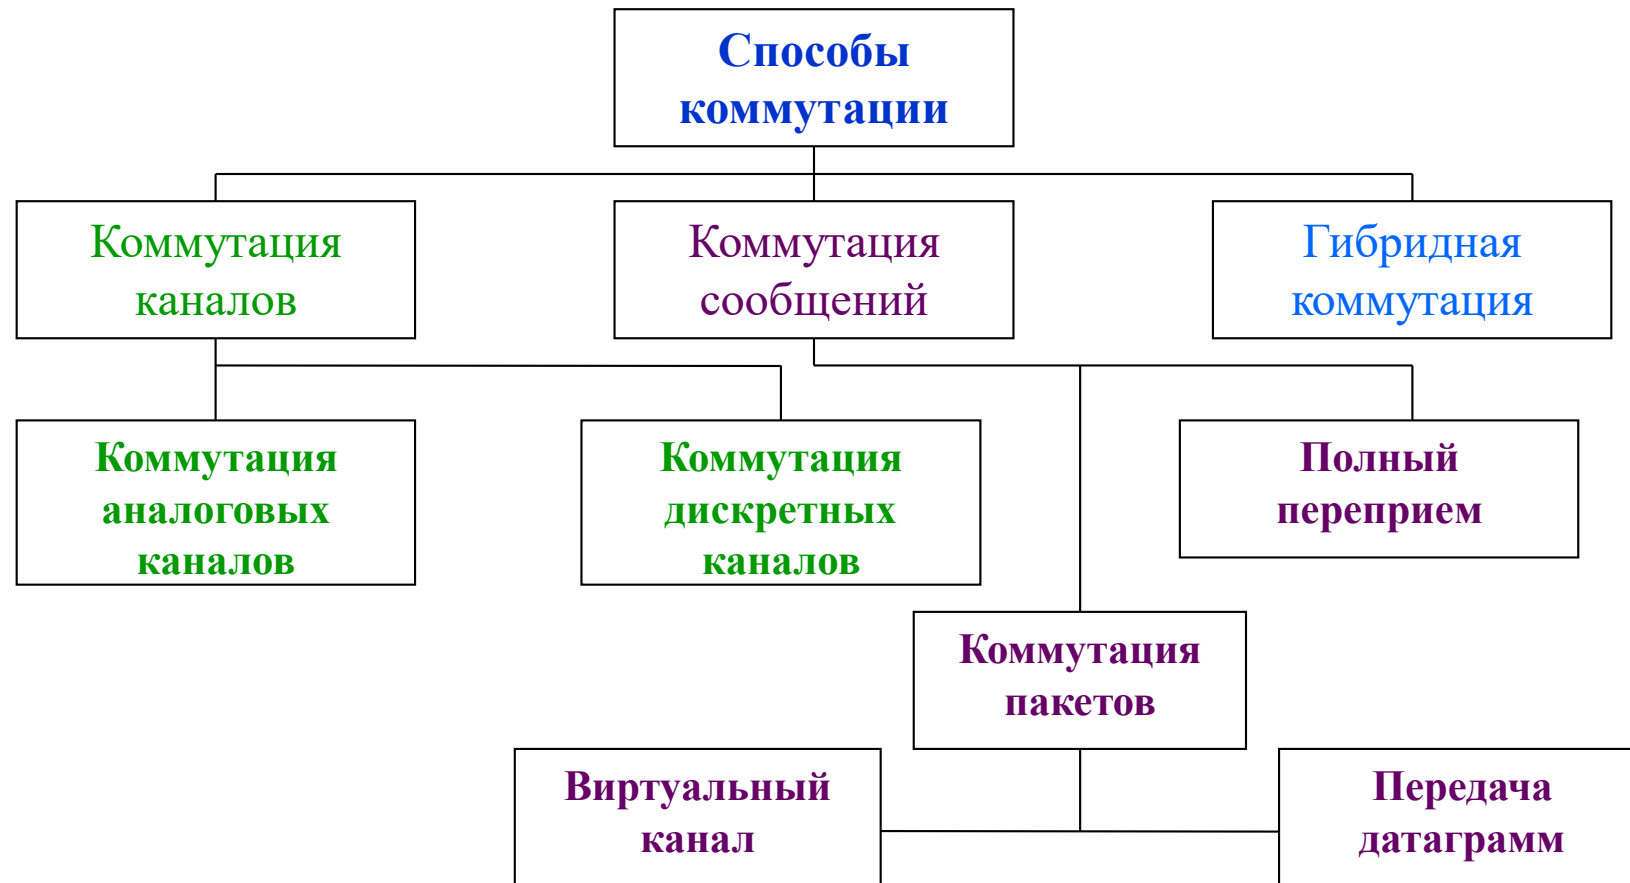 Способы
коммутации
Коммутация
каналов
Коммутация
сообщений
Гибридная
коммутация
Коммутация
аналоговых
каналов
Коммутация
дискретных
каналов
Полный
переприем
Коммутация
пакетов
Виртуальный
канал
Передача
датаграмм